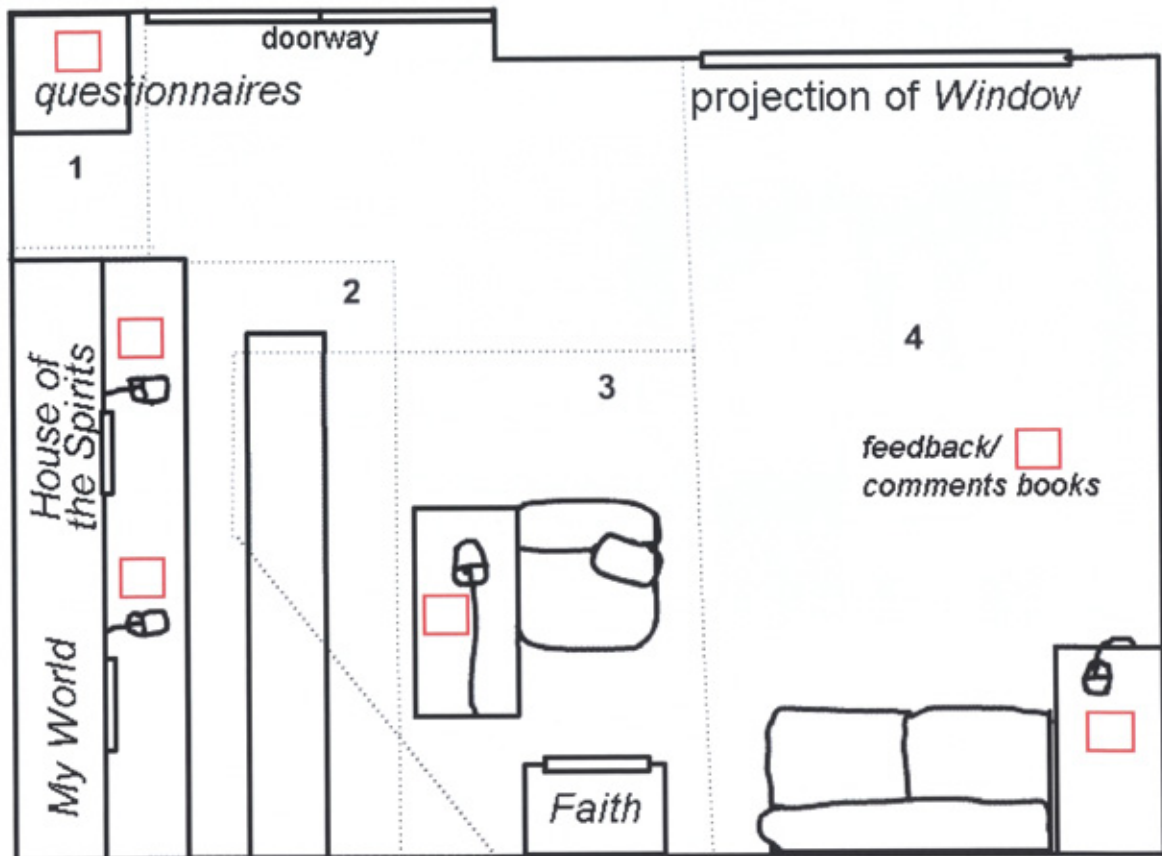 doorway
questionnaires
projection of Window
1
2
House of
the Spirits
4
3
feedback/
comments books
My World
Faith